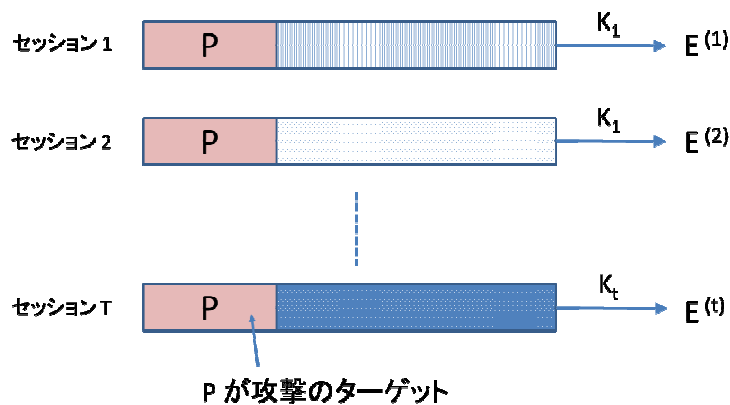 セッション 1 P K1 E(1)
セッション 2 P K1 E(2)
セッション T P Kt E(t)
P が攻撃のターゲット